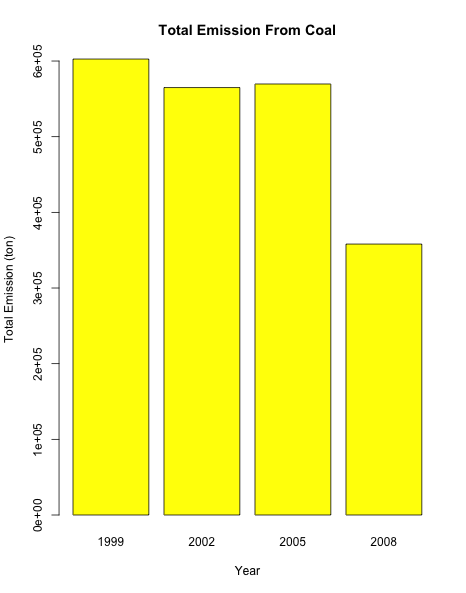 Total Emission From Coal
Total Emission (ton)
6e+05
5e+05
4e+05
3e+05
2e+05
1e+05
0e+00
1999 2002 2005 2008
Year